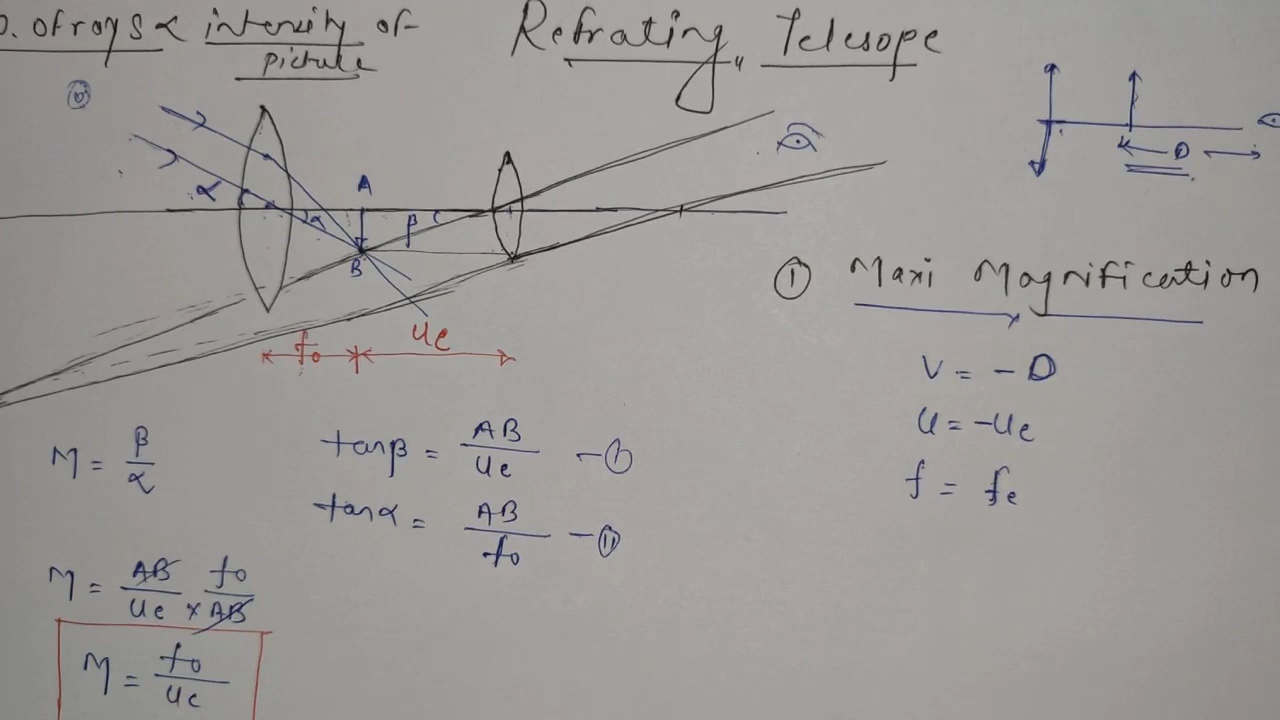 D. of rays ∝ intensity of
picture
Refrating Telesope
α
α
A
β
B
D
fo
ue
① Maxi Magnification
V = - D
u = -ue
f = fe
M = β/α
tanβ = AB/ue - ①
tanα = AB/fo - ②
M = AB/ue × fo/AB
M = fo/ue